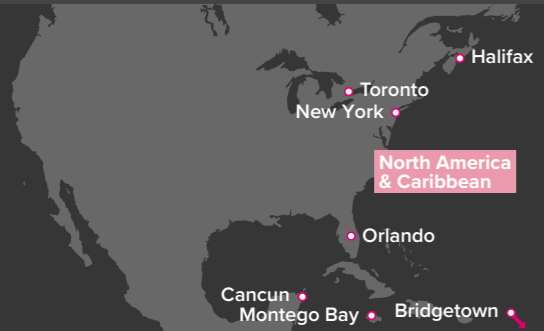 Halifax
Toronto
New York
North America
& Caribbean
Orlando
Cancun
Montego Bay
Bridgetown